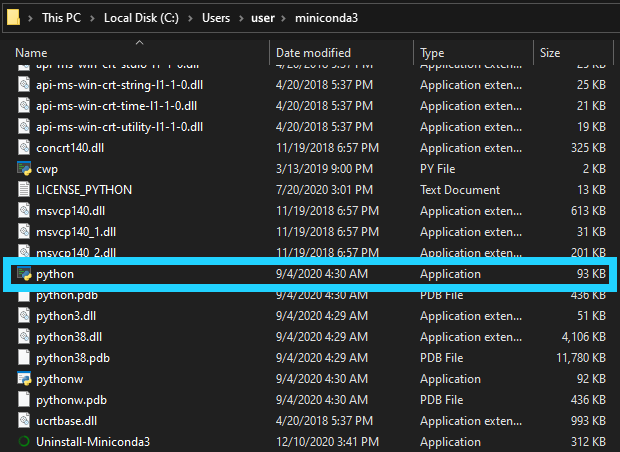 This PC > Local Disk (C:) > Users > user > miniconda3
Name Date modified Type Size
api-ms-win-crt-stdio-l1-1-0.dll 4/20/2018 5:37 PM Application exten... 25 KB
api-ms-win-crt-string-l1-1-0.dll 4/20/2018 5:37 PM Application exten... 25 KB
api-ms-win-crt-time-l1-1-0.dll 4/20/2018 5:37 PM Application exten... 21 KB
api-ms-win-crt-utility-l1-1-0.dll 4/20/2018 5:37 PM Application exten... 19 KB
concrt140.dll 11/19/2018 6:57 PM Application exten... 325 KB
cwp 3/13/2019 9:00 PM PY File 2 KB
LICENSE_PYTHON 7/20/2020 3:01 PM Text Document 13 KB
msvcp140.dll 11/19/2018 6:57 PM Application exten... 613 KB
msvcp140_1.dll 11/19/2018 6:57 PM Application exten... 31 KB
msvcp140_2.dll 11/19/2018 6:57 PM Application exten... 201 KB
python 9/4/2020 4:30 AM Application 93 KB
python.pdb 9/4/2020 4:30 AM PDB File 436 KB
python3.dll 9/4/2020 4:29 AM Application exten... 51 KB
python38.dll 9/4/2020 4:29 AM Application exten... 4,106 KB
python38.pdb 9/4/2020 4:29 AM PDB File 11,780 KB
pythonw 9/4/2020 4:30 AM Application 92 KB
pythonw.pdb 9/4/2020 4:30 AM PDB File 436 KB
ucrtbase.dll 4/20/2018 5:37 PM Application exten... 993 KB
Uninstall-Miniconda3 12/10/2020 3:41 PM Application 312 KB